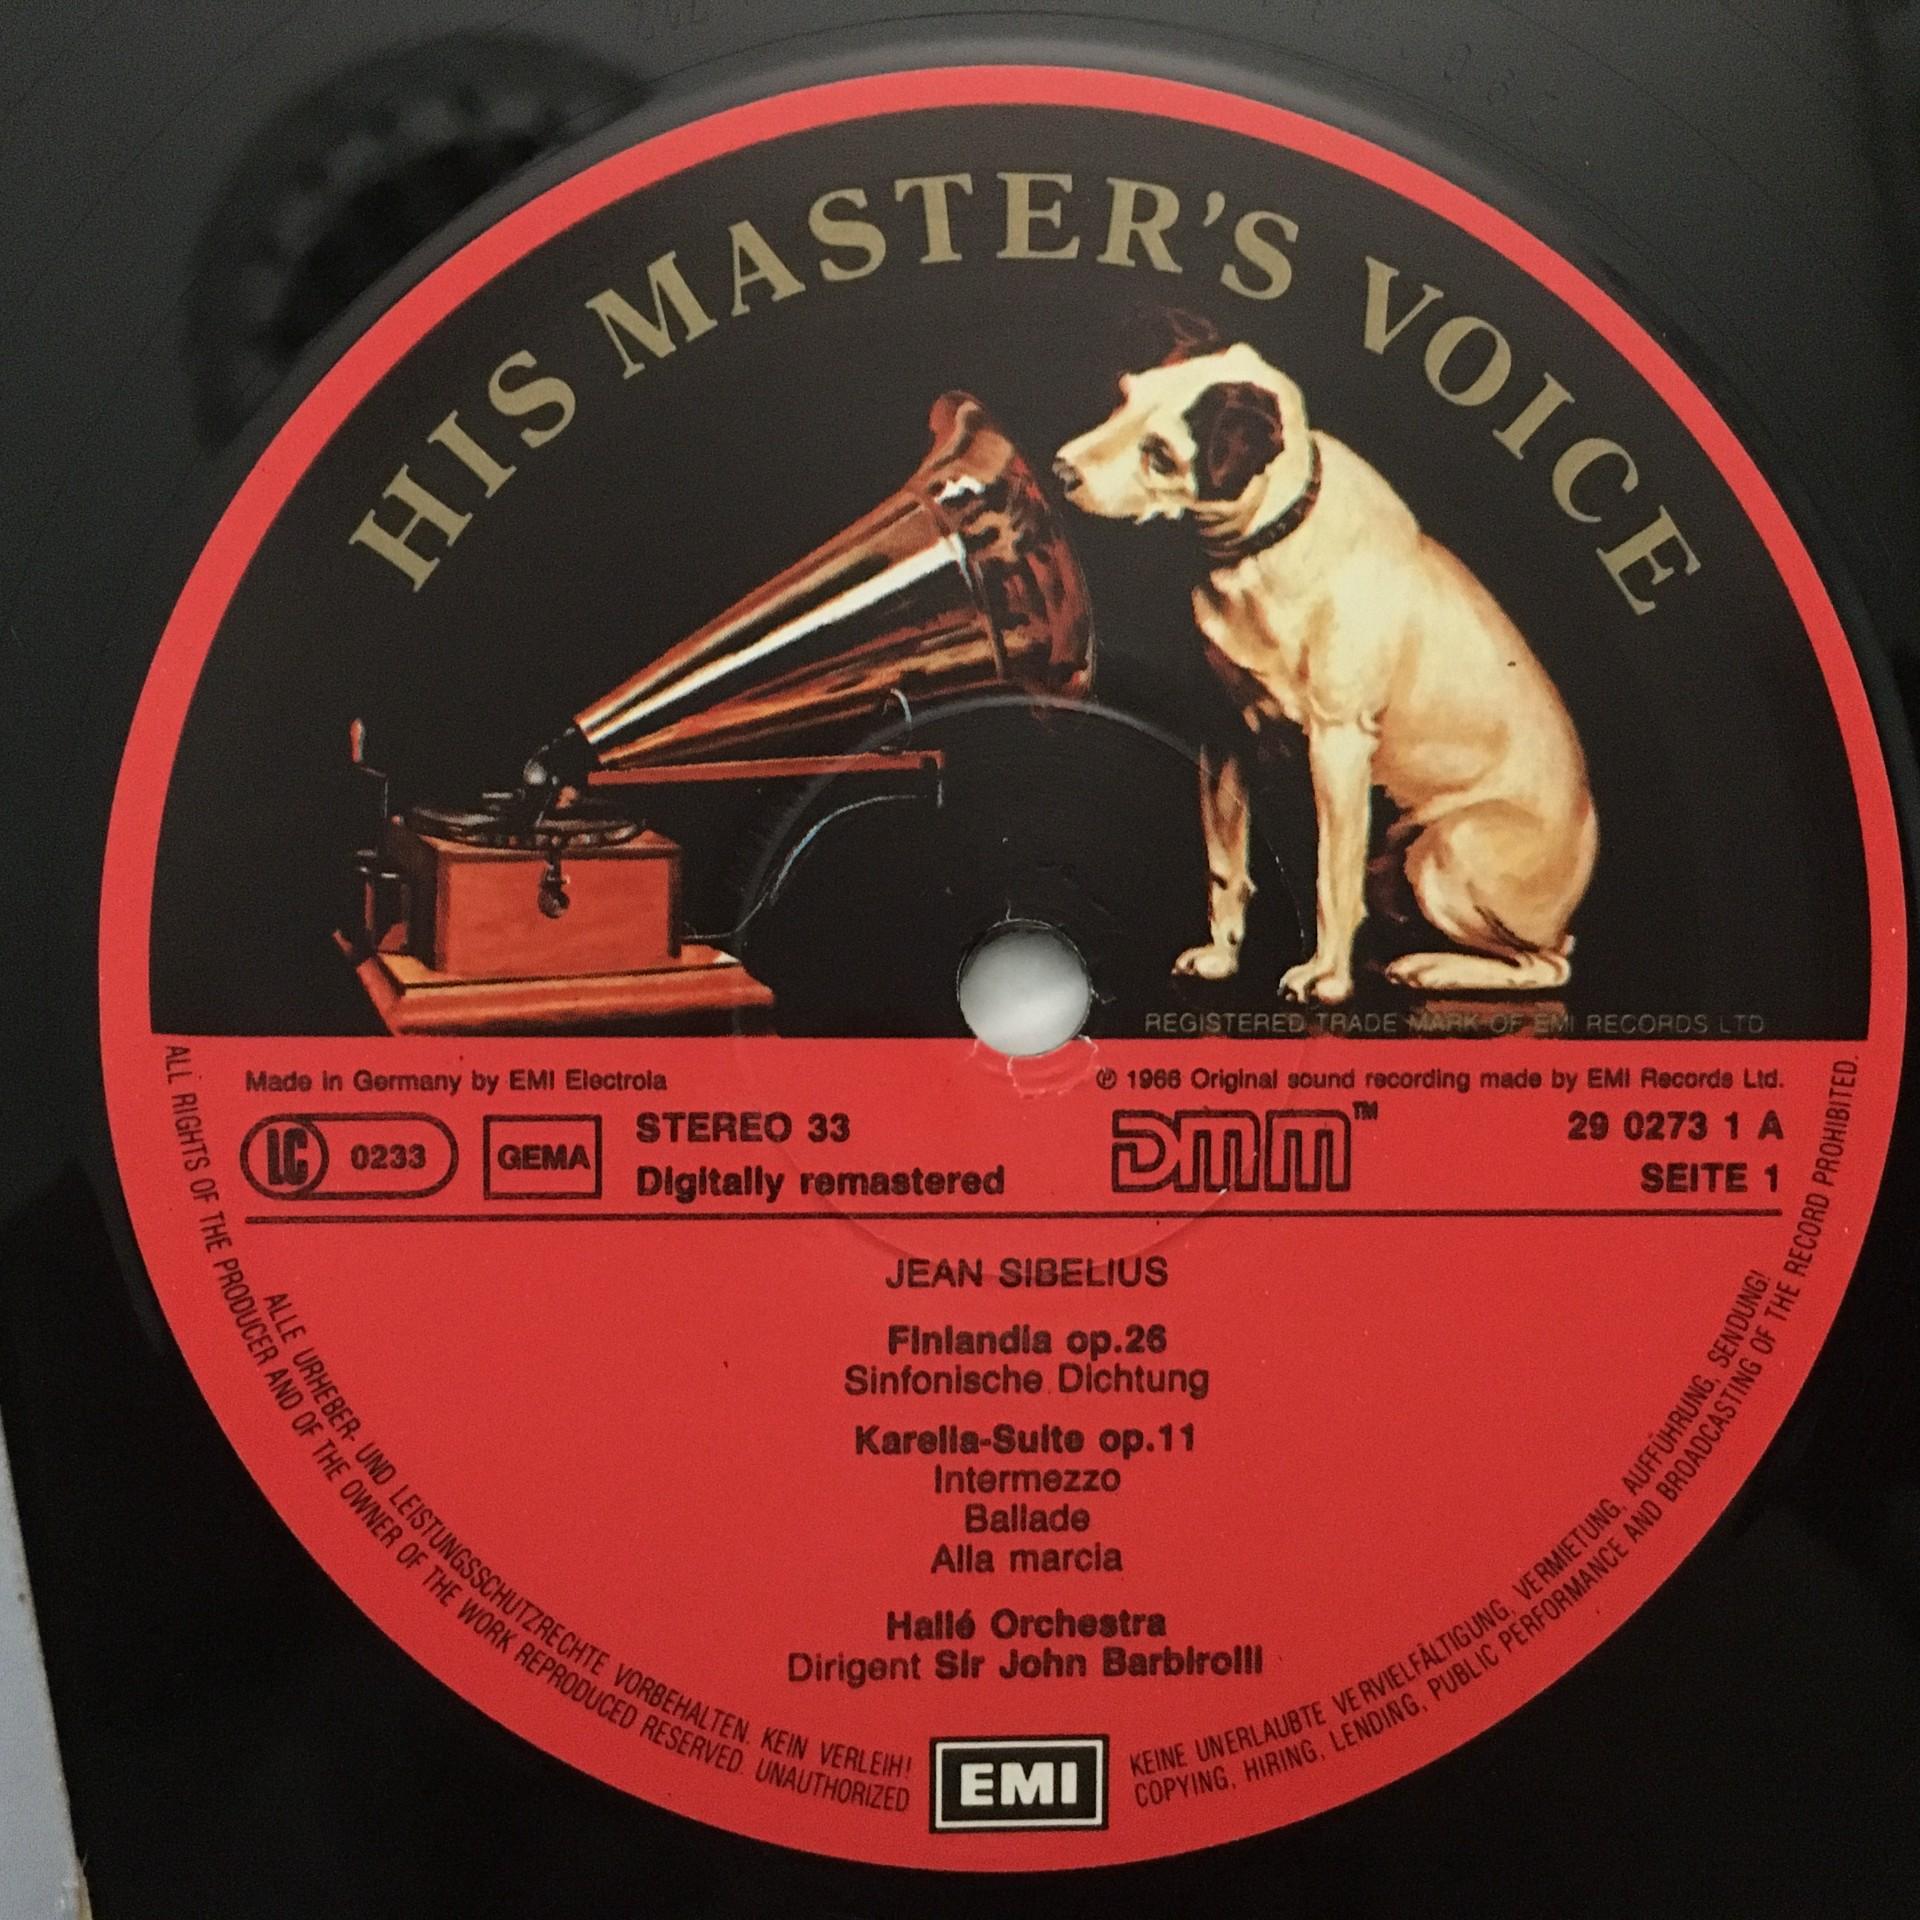 HIS MASTER'S VOICE
REGISTERED TRADE MARK OF EMI RECORDS LTD
Made in Germany by EMI Electrola
℗ 1966 Original sound recording made by EMI Records Ltd.
LC 0233
GEMA
STEREO 33
Digitally remastered
DMM™
29 0273 1 A
SEITE 1
JEAN SIBELIUS
Finlandia op.26
Sinfonische Dichtung
Karelia-Suite op.11
Intermezzo
Ballade
Alla marcia
Hallé Orchestra
Dirigent Sir John Barbirolli
EMI
ALLE URHEBER- UND LEISTUNGSSCHUTZRECHTE VORBEHALTEN. KEIN VERLEIH!
KEINE UNERLAUBTE VERVIELFÄLTIGUNG, VERMIETUNG, AUFFÜHRUNG, SENDUNG!
ALL RIGHTS OF THE PRODUCER AND OF THE OWNER OF THE WORK REPRODUCED RESERVED. UNAUTHORIZED
COPYING, HIRING, LENDING, PUBLIC PERFORMANCE AND BROADCASTING OF THE RECORD PROHIBITED.